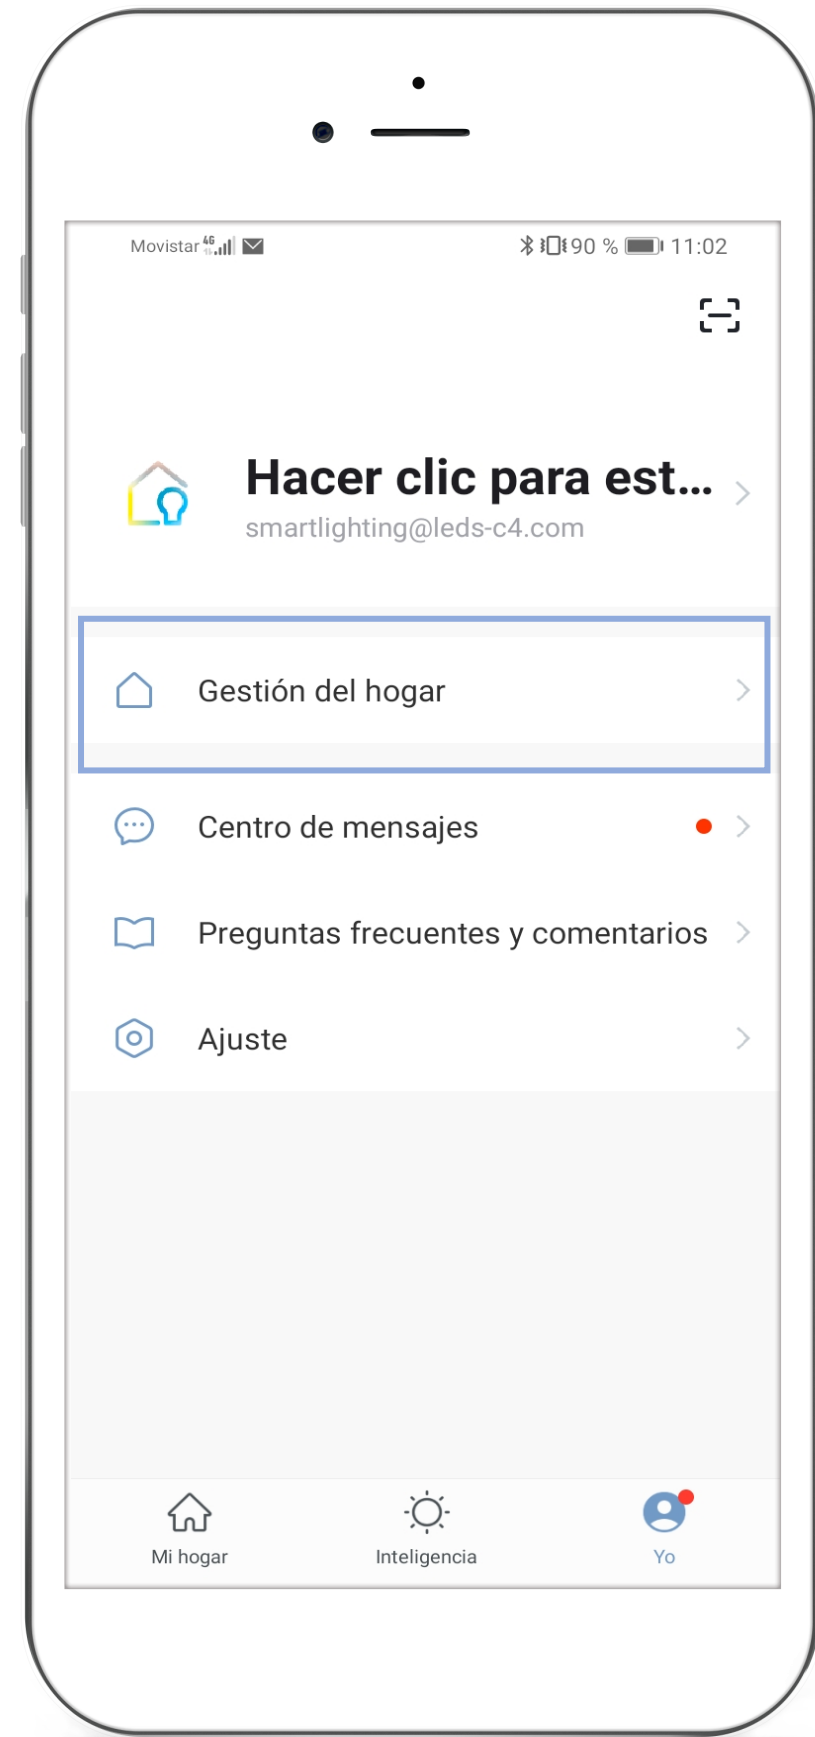 Movistar 4G 90 % 11:02
Hacer clic para est...
smartlighting@leds-c4.com
Gestión del hogar
Centro de mensajes
Preguntas frecuentes y comentarios
Ajuste
Mi hogar Inteligencia Yo